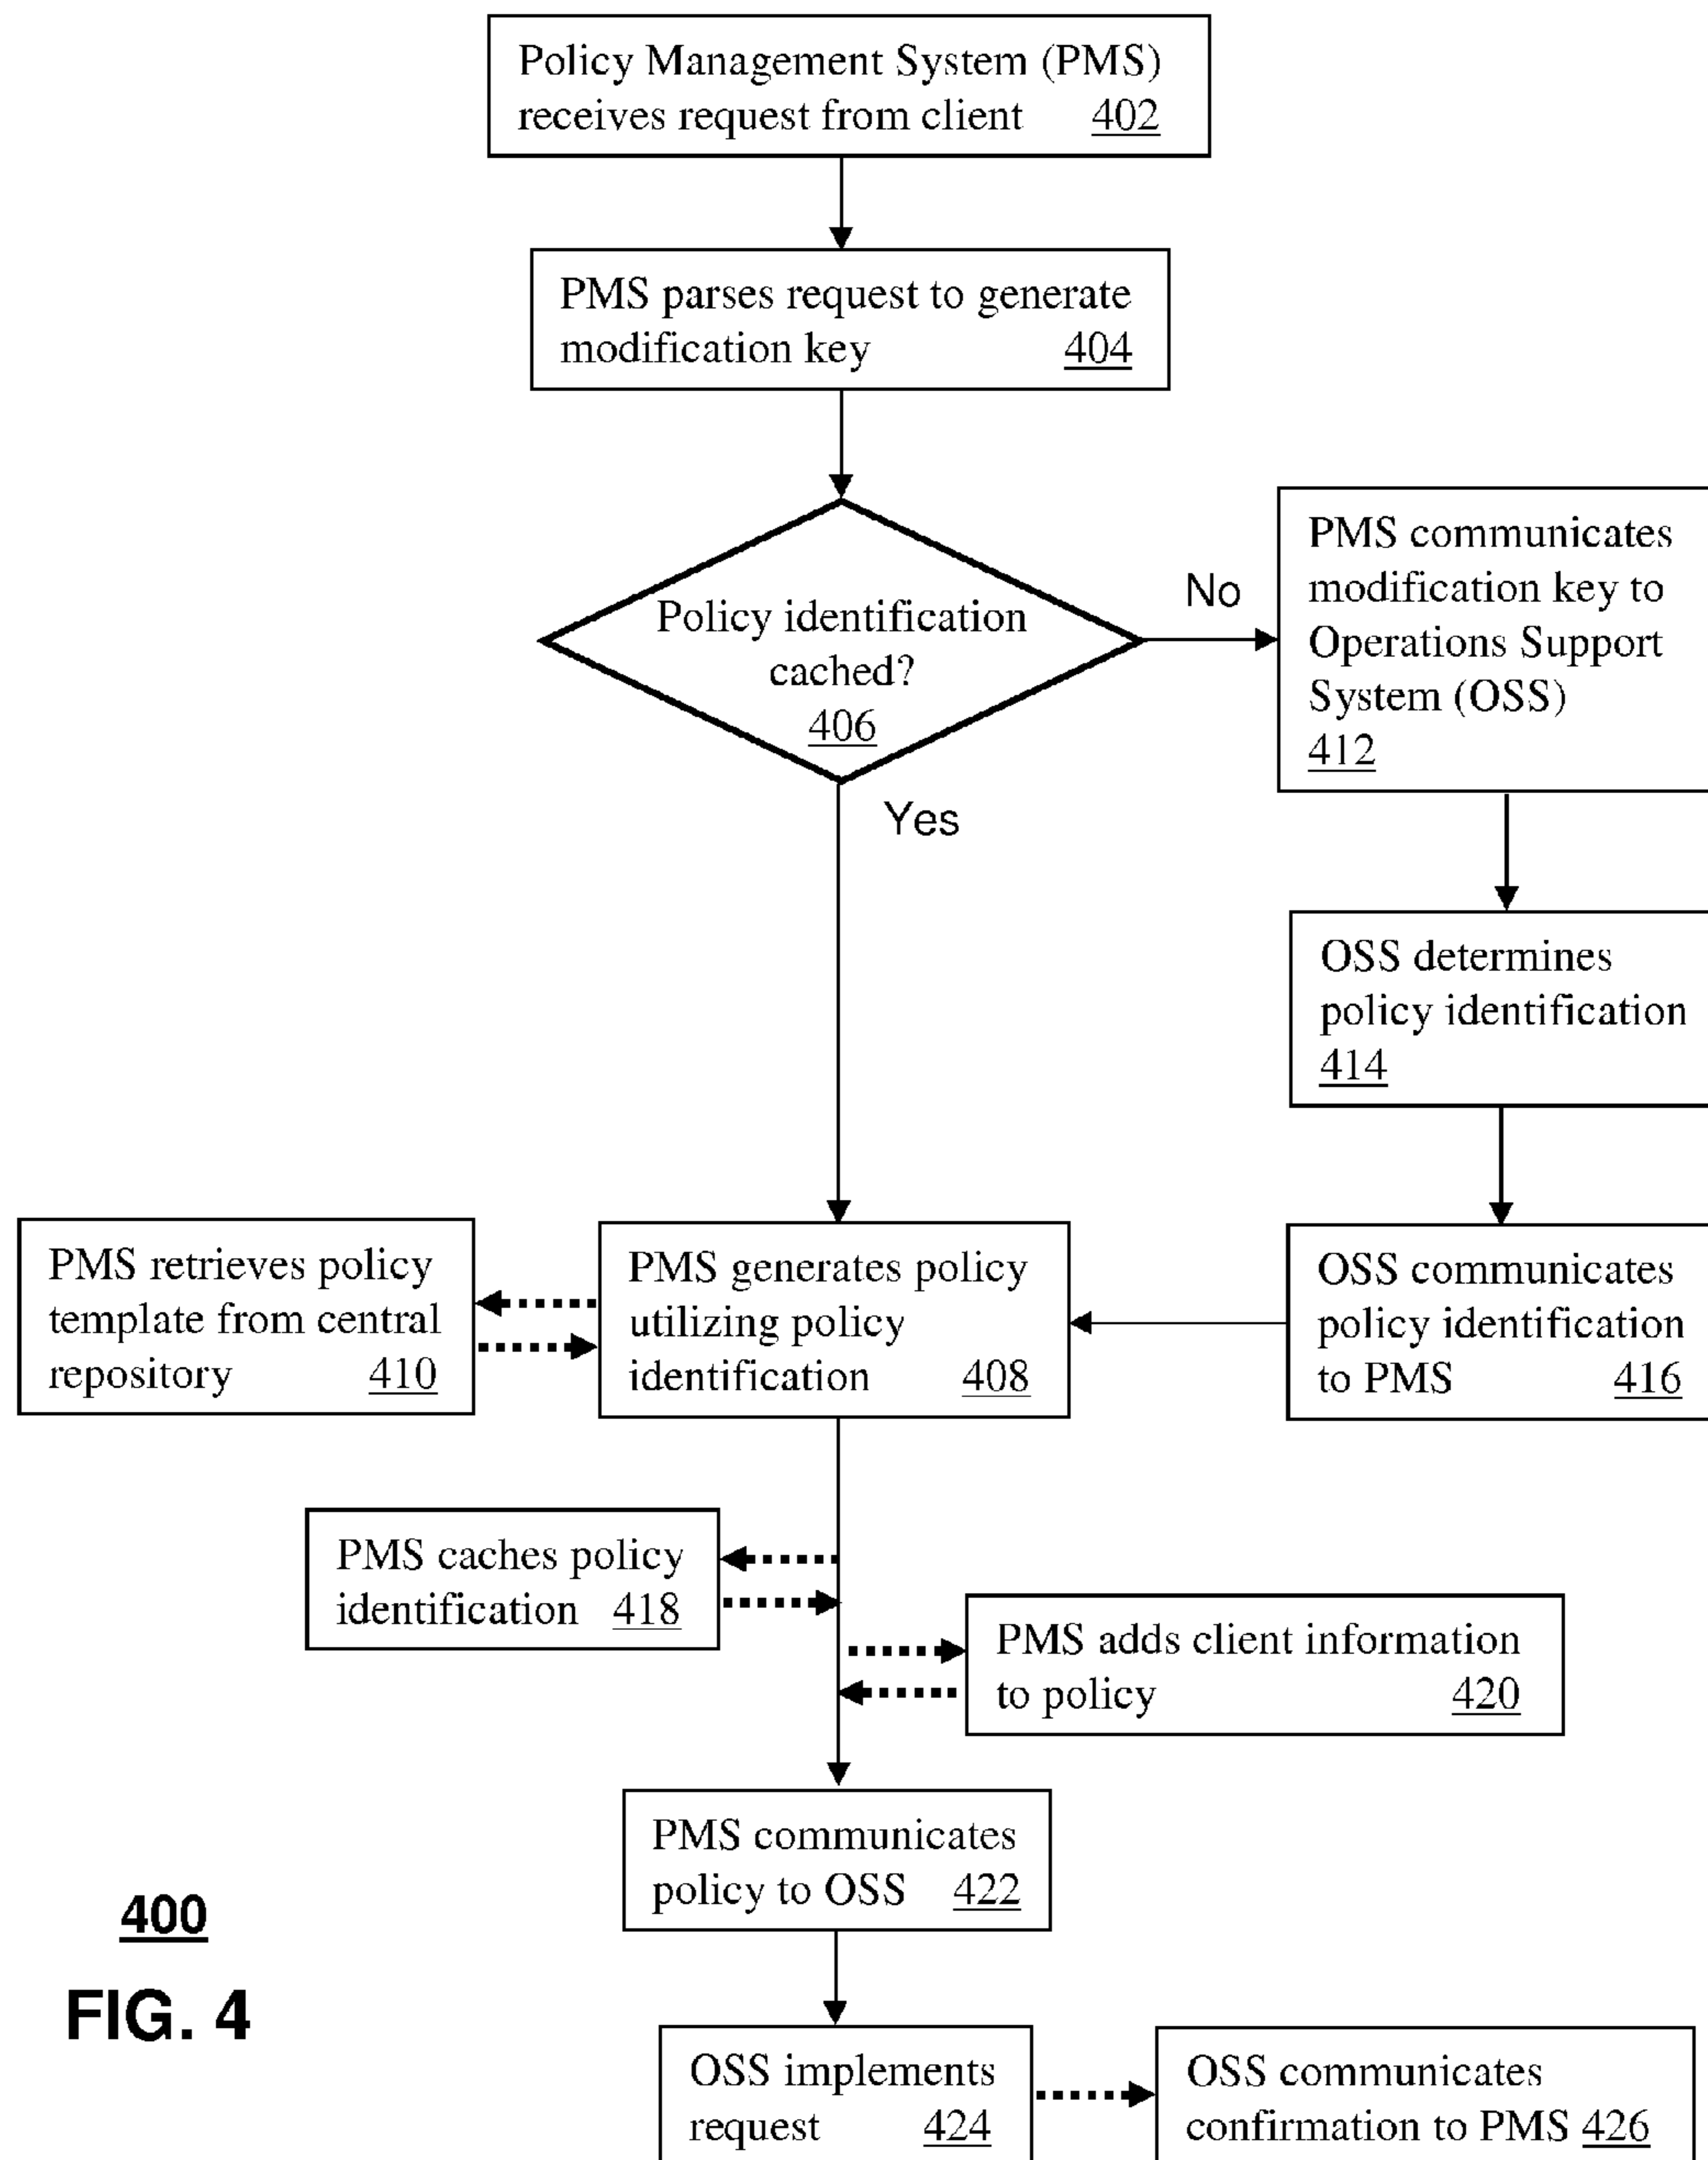 Policy Management System (PMS)
receives request from client 402
PMS parses request to generate
modification key 404
Policy identification
cached?
406
No
Yes
PMS communicates
modification key to
Operations Support
System (OSS)
412
OSS determines
policy identification
414
PMS retrieves policy
template from central
repository 410
PMS generates policy
utilizing policy
identification 408
OSS communicates
policy identification
to PMS 416
PMS caches policy
identification 418
PMS adds client information
to policy 420
PMS communicates
policy to OSS 422
400
FIG. 4
OSS implements
request 424
OSS communicates
confirmation to PMS 426